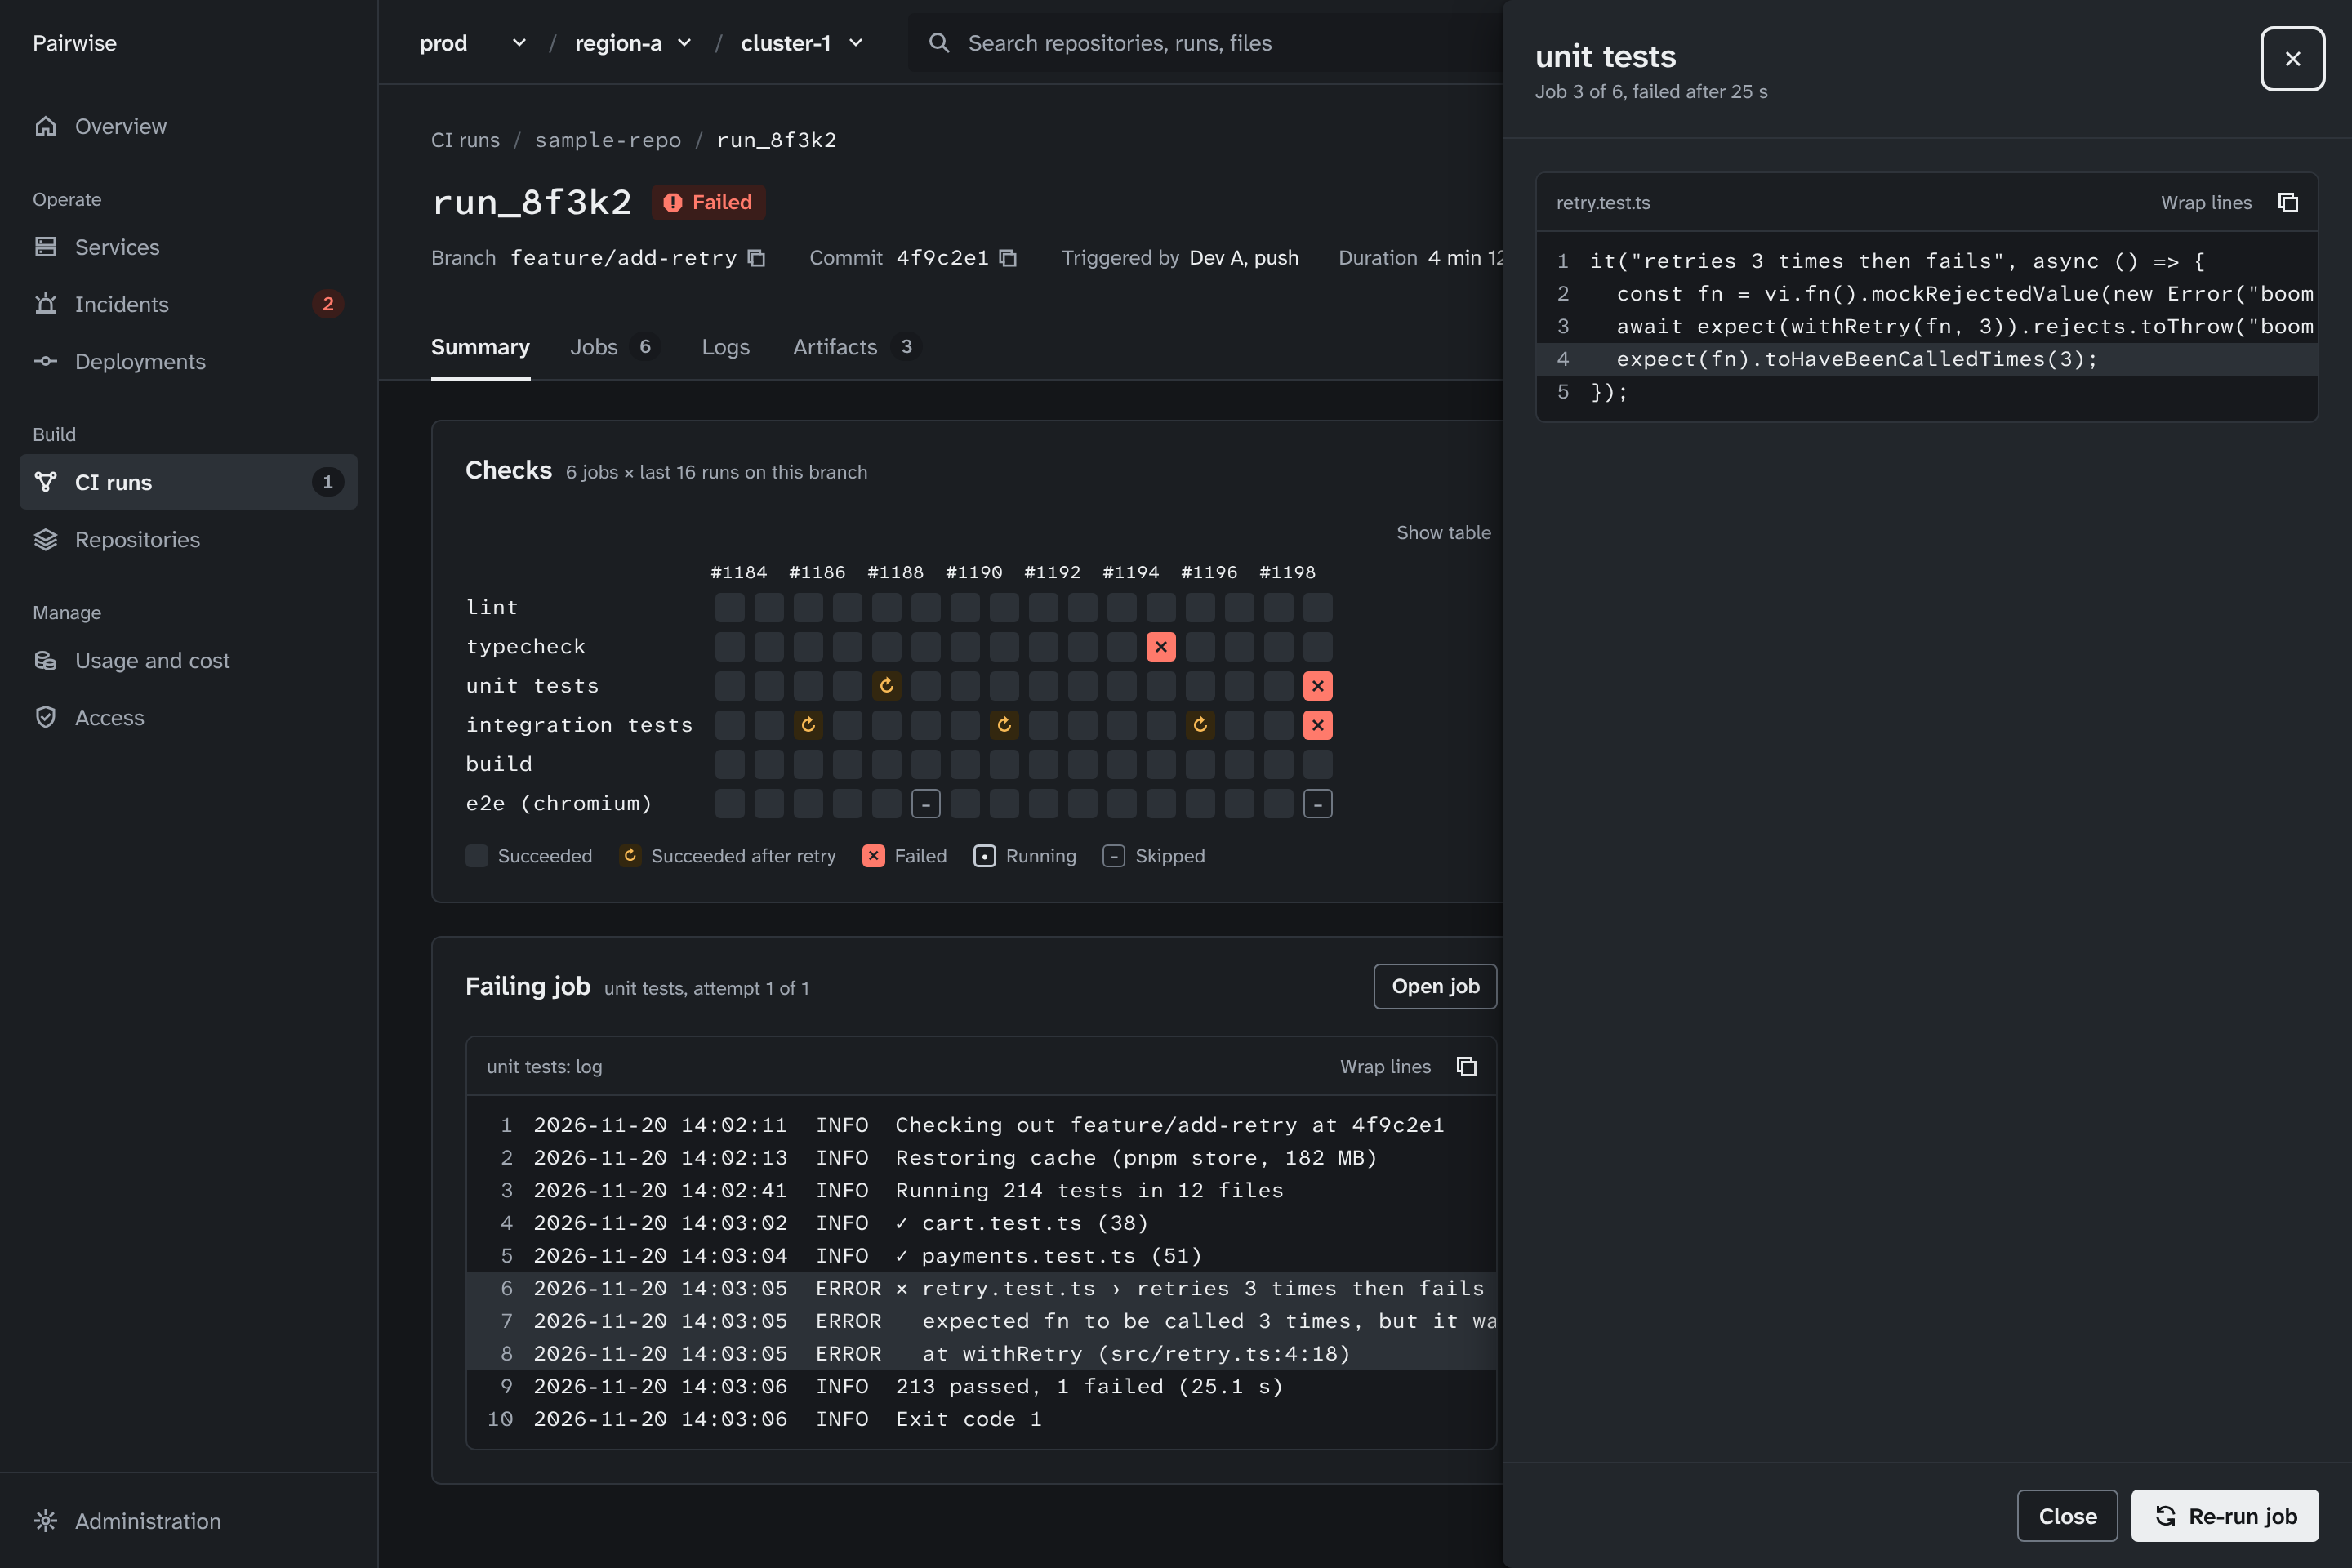 Pairwise
Overview
Operate
Services
Incidents 2
Deployments
Build
CI runs 1
Repositories
Manage
Usage and cost
Access
Administration
prod / region-a / cluster-1
Search repositories, runs, files
CI runs / sample-repo / run_8f3k2
run_8f3k2 Failed
Branch feature/add-retry Commit 4f9c2e1 Triggered by Dev A, push Duration 4 min 12
Summary Jobs 6 Logs Artifacts 3
Checks 6 jobs × last 16 runs on this branch
Show table
#1184 #1186 #1188 #1190 #1192 #1194 #1196 #1198
lint
typecheck
unit tests
integration tests
build
e2e (chromium)
Succeeded Succeeded after retry Failed Running Skipped
Failing job unit tests, attempt 1 of 1
Open job
unit tests: log Wrap lines
1 2026-11-20 14:02:11 INFO Checking out feature/add-retry at 4f9c2e1
2 2026-11-20 14:02:13 INFO Restoring cache (pnpm store, 182 MB)
3 2026-11-20 14:02:41 INFO Running 214 tests in 12 files
4 2026-11-20 14:03:02 INFO ✓ cart.test.ts (38)
5 2026-11-20 14:03:04 INFO ✓ payments.test.ts (51)
6 2026-11-20 14:03:05 ERROR × retry.test.ts › retries 3 times then fails
7 2026-11-20 14:03:05 ERROR expected fn to be called 3 times, but it wa
8 2026-11-20 14:03:05 ERROR at withRetry (src/retry.ts:4:18)
9 2026-11-20 14:03:06 INFO 213 passed, 1 failed (25.1 s)
10 2026-11-20 14:03:06 INFO Exit code 1
unit tests
Job 3 of 6, failed after 25 s
retry.test.ts Wrap lines
1 it("retries 3 times then fails", async () => {
2 const fn = vi.fn().mockRejectedValue(new Error("boom
3 await expect(withRetry(fn, 3)).rejects.toThrow("boom
4 expect(fn).toHaveBeenCalledTimes(3);
5 });
Close Re-run job